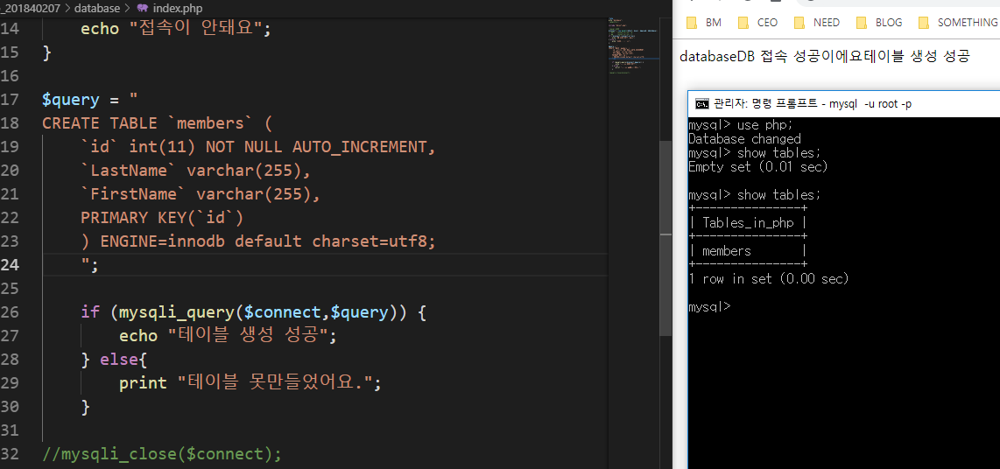 _201840207 > database > index.php
14 echo "접속이 안돼요";
15 }
16
17 $query = "
18 CREATE TABLE `members` (
19 `id` int(11) NOT NULL AUTO_INCREMENT,
20 `LastName` varchar(255),
21 `FirstName` varchar(255),
22 PRIMARY KEY(`id`)
23 ) ENGINE=innodb default charset=utf8;
24 ";
25
26 if (mysqli_query($connect,$query)) {
27 echo "테이블 생성 성공";
28 } else{
29 print "테이블 못만들었어요.";
30 }
31
32 //mysqli_close($connect);
BM CEO NEED BLOG SOMETHING
databaseDB 접속 성공이에요테이블 생성 성공
관리자: 명령 프롬프트 - mysql -u root -p
mysql> use php;
Database changed
mysql> show tables;
Empty set (0.01 sec)
mysql> show tables;
+---------------+
| Tables_in_php |
+---------------+
| members |
+---------------+
1 row in set (0.00 sec)
mysql>